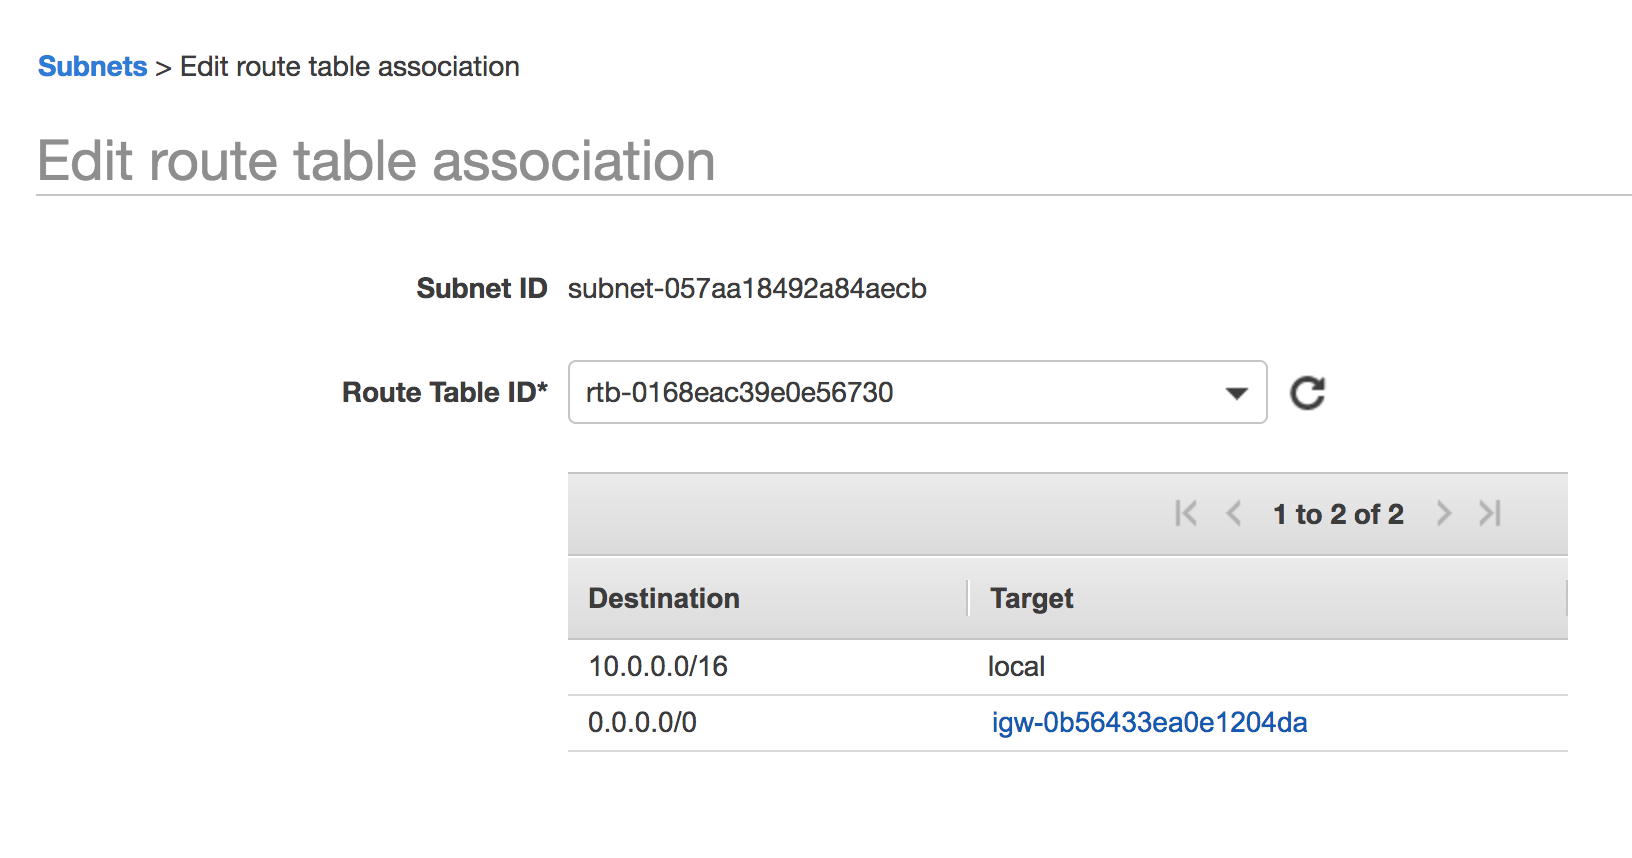 Subnets > Edit route table association
Edit route table association
Subnet ID subnet-057aa18492a84aecb
Route Table ID* rtb-0168eac39e0e56730
1 to 2 of 2
Destination Target
10.0.0.0/16 local
0.0.0.0/0 igw-0b56433ea0e1204da